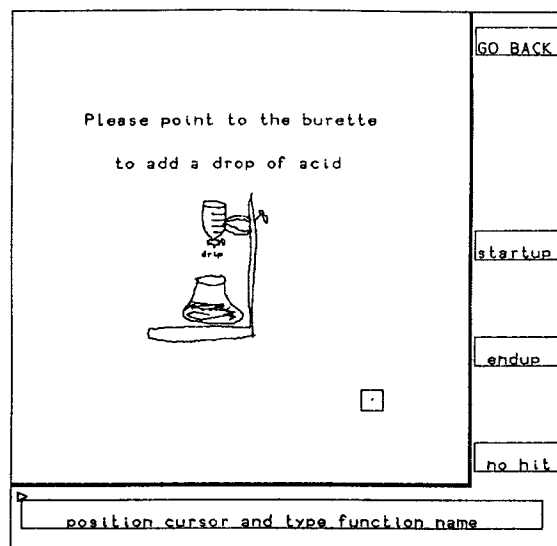 GO BACK
Please point to the burette
to add a drop of acid
startup
drip
endup
no hit
position cursor and type function name